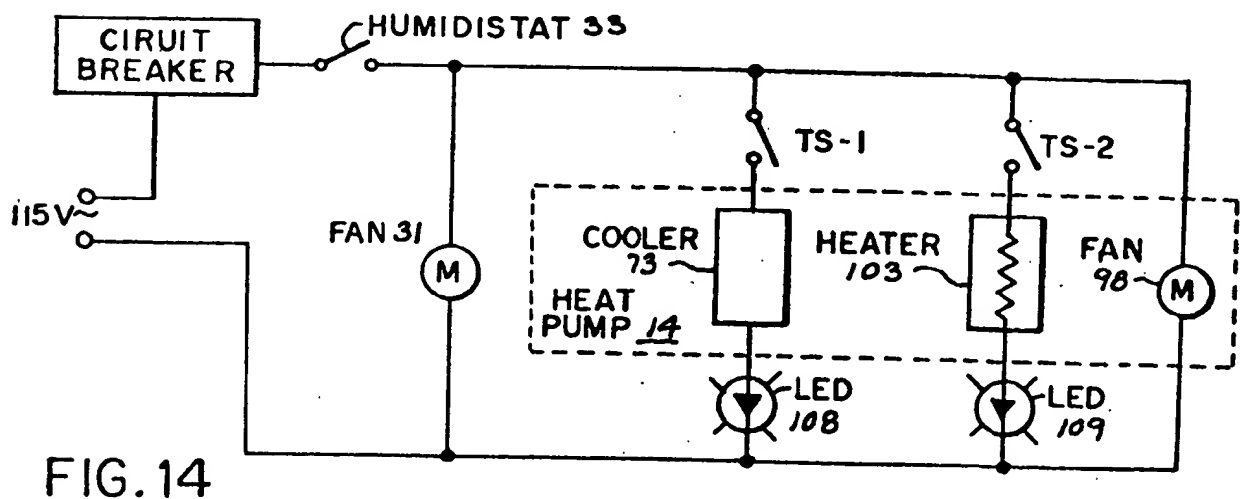 CIRUIT
BREAKER
HUMIDISTAT 33
TS-1
TS-2
115V~
FAN 31
M
COOLER
73
HEATER
103
FAN
98
M
HEAT
PUMP 14
LED
108
LED
109
FIG. 14